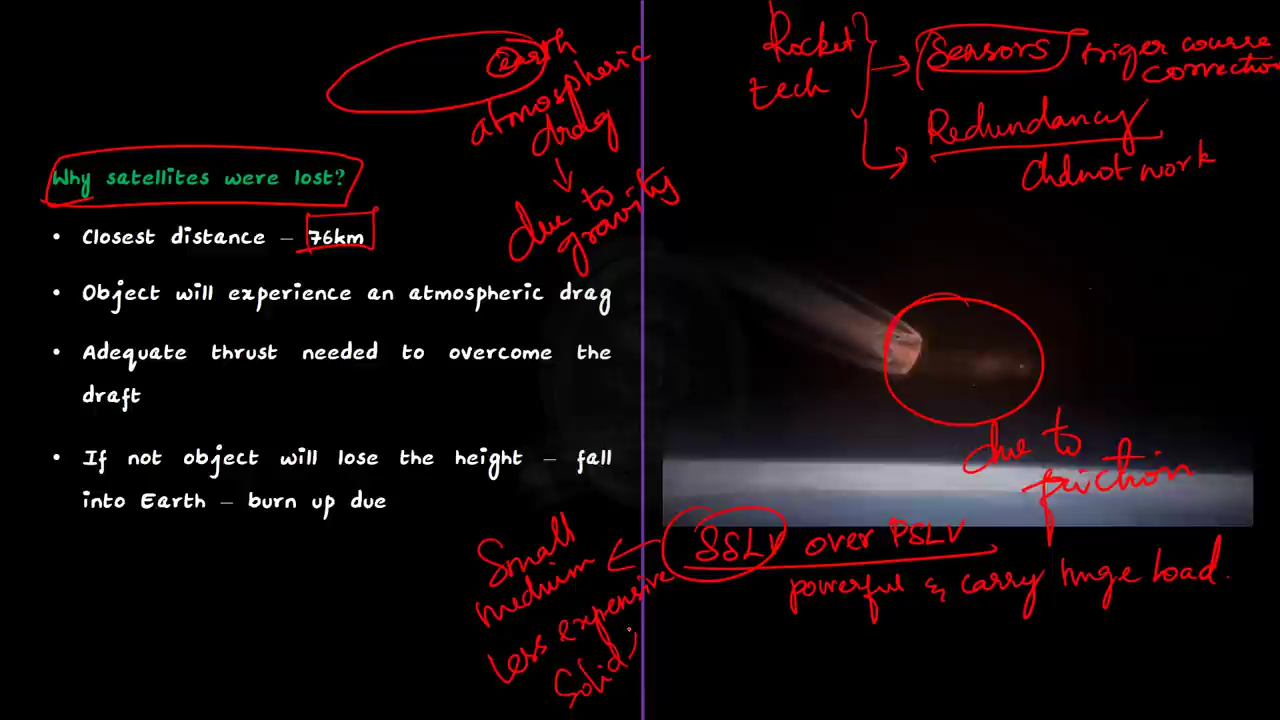 Why satellites were lost?
• Closest distance – 76km
• Object will experience an atmospheric drag
• Adequate thrust needed to overcome the
draft
• If not object will lose the height – fall
into Earth – burn up due
earth
atmospheric
drag
due to
gravity
Rocket
tech
Sensors triger course
correction
Redundancy
didnot work
due to
friction
SSLV over PSLV
powerful & carry huge load.
Small
medium
Less expensive
Solid